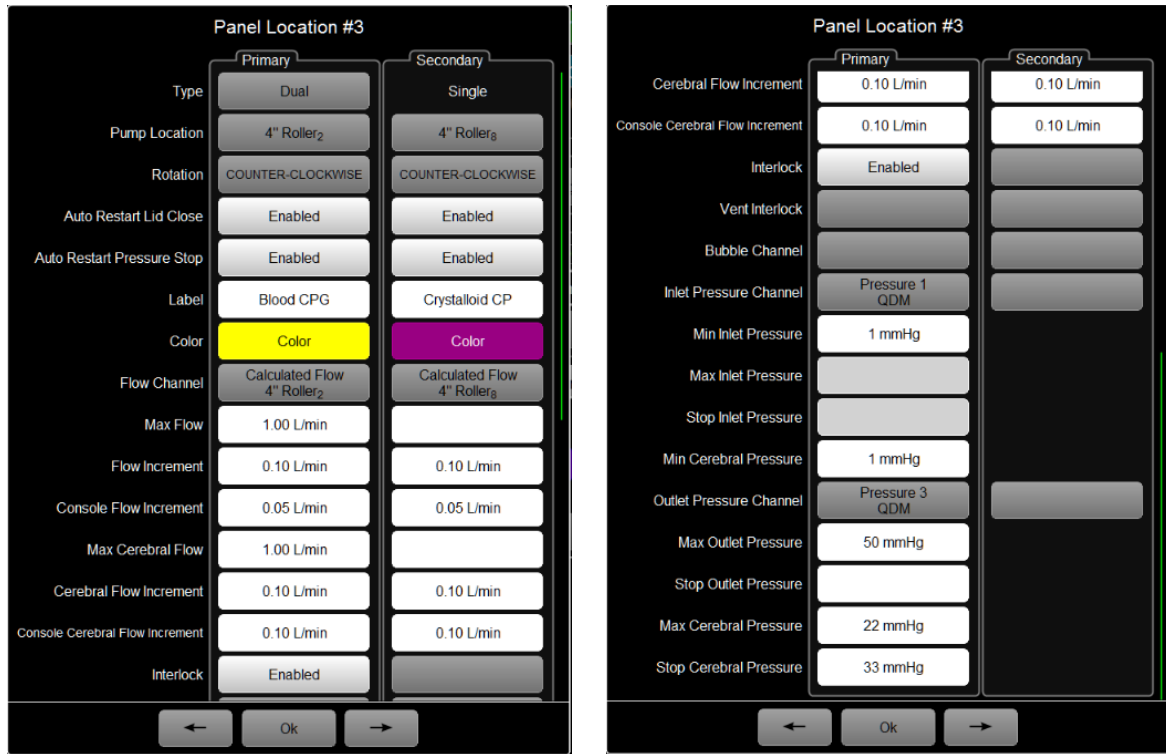 Panel Location #3
Primary Secondary
Type Dual Single
Pump Location 4" Roller2 4" Roller8
Rotation COUNTER-CLOCKWISE COUNTER-CLOCKWISE
Auto Restart Lid Close Enabled Enabled
Auto Restart Pressure Stop Enabled Enabled
Label Blood CPG Crystalloid CP
Color Color Color
Flow Channel Calculated Flow 4" Roller2 Calculated Flow 4" Roller8
Max Flow 1.00 L/min
Flow Increment 0.10 L/min 0.10 L/min
Console Flow Increment 0.05 L/min 0.05 L/min
Max Cerebral Flow 1.00 L/min
Cerebral Flow Increment 0.10 L/min 0.10 L/min
Console Cerebral Flow Increment 0.10 L/min 0.10 L/min
Interlock Enabled
← Ok →
Panel Location #3
Primary Secondary
Cerebral Flow Increment 0.10 L/min 0.10 L/min
Console Cerebral Flow Increment 0.10 L/min 0.10 L/min
Interlock Enabled
Vent Interlock
Bubble Channel
Inlet Pressure Channel Pressure 1 QDM
Min Inlet Pressure 1 mmHg
Max Inlet Pressure
Stop Inlet Pressure
Min Cerebral Pressure 1 mmHg
Outlet Pressure Channel Pressure 3 QDM
Max Outlet Pressure 50 mmHg
Stop Outlet Pressure
Max Cerebral Pressure 22 mmHg
Stop Cerebral Pressure 33 mmHg
← Ok →